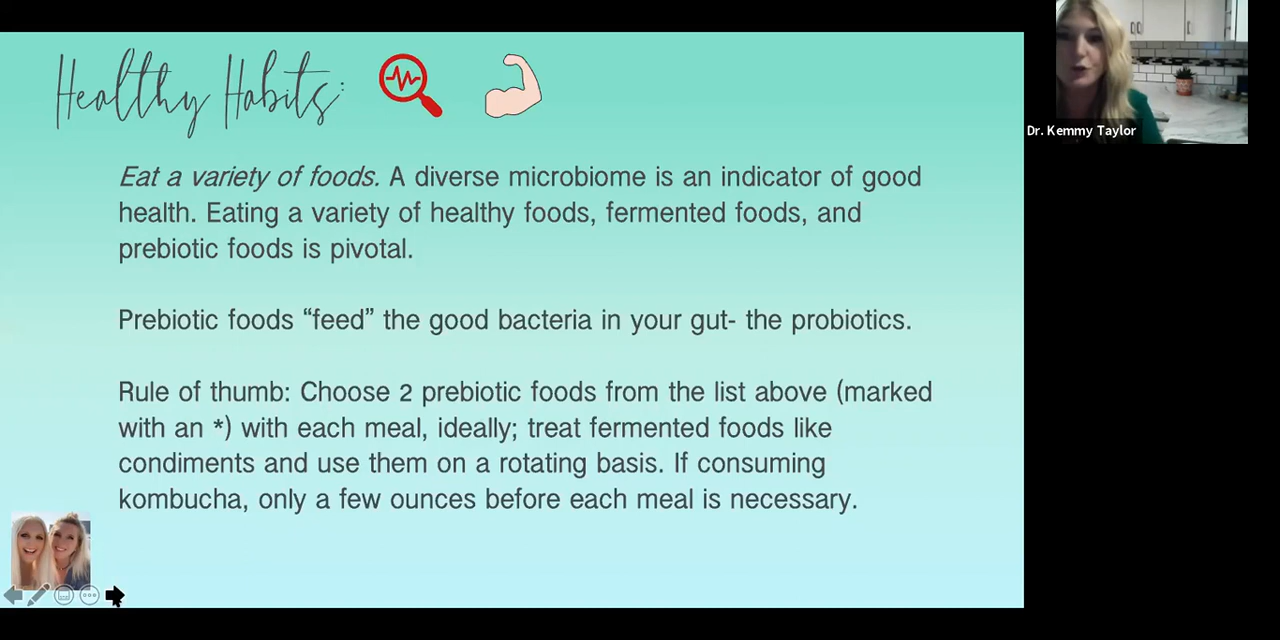 Healthy Habits:
Dr. Kemmy Taylor
Eat a variety of foods. A diverse microbiome is an indicator of good
health. Eating a variety of healthy foods, fermented foods, and
prebiotic foods is pivotal.
Prebiotic foods “feed” the good bacteria in your gut- the probiotics.
Rule of thumb: Choose 2 prebiotic foods from the list above (marked
with an *) with each meal, ideally; treat fermented foods like
condiments and use them on a rotating basis. If consuming
kombucha, only a few ounces before each meal is necessary.